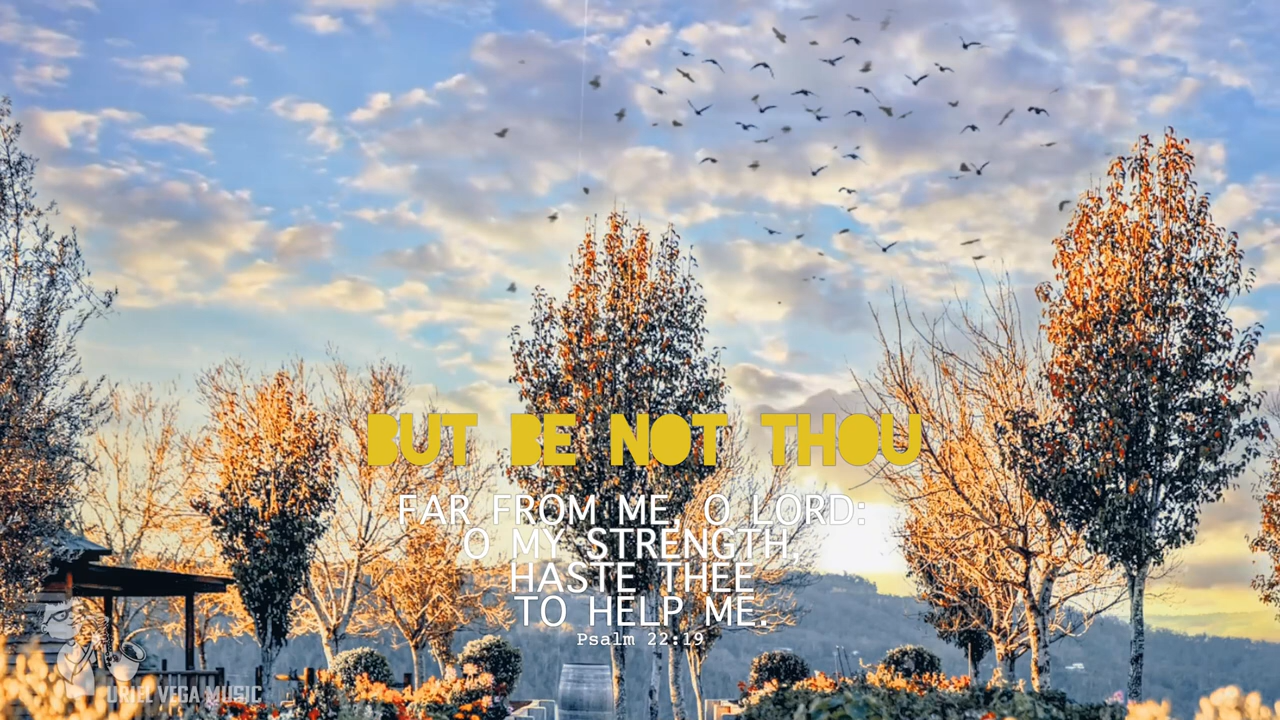 BUT BE NOT THOU
FAR FROM ME, O LORD:
O MY STRENGTH,
HASTE THEE
TO HELP ME.
Psalm 22:19
URIEL VEGA MUSIC